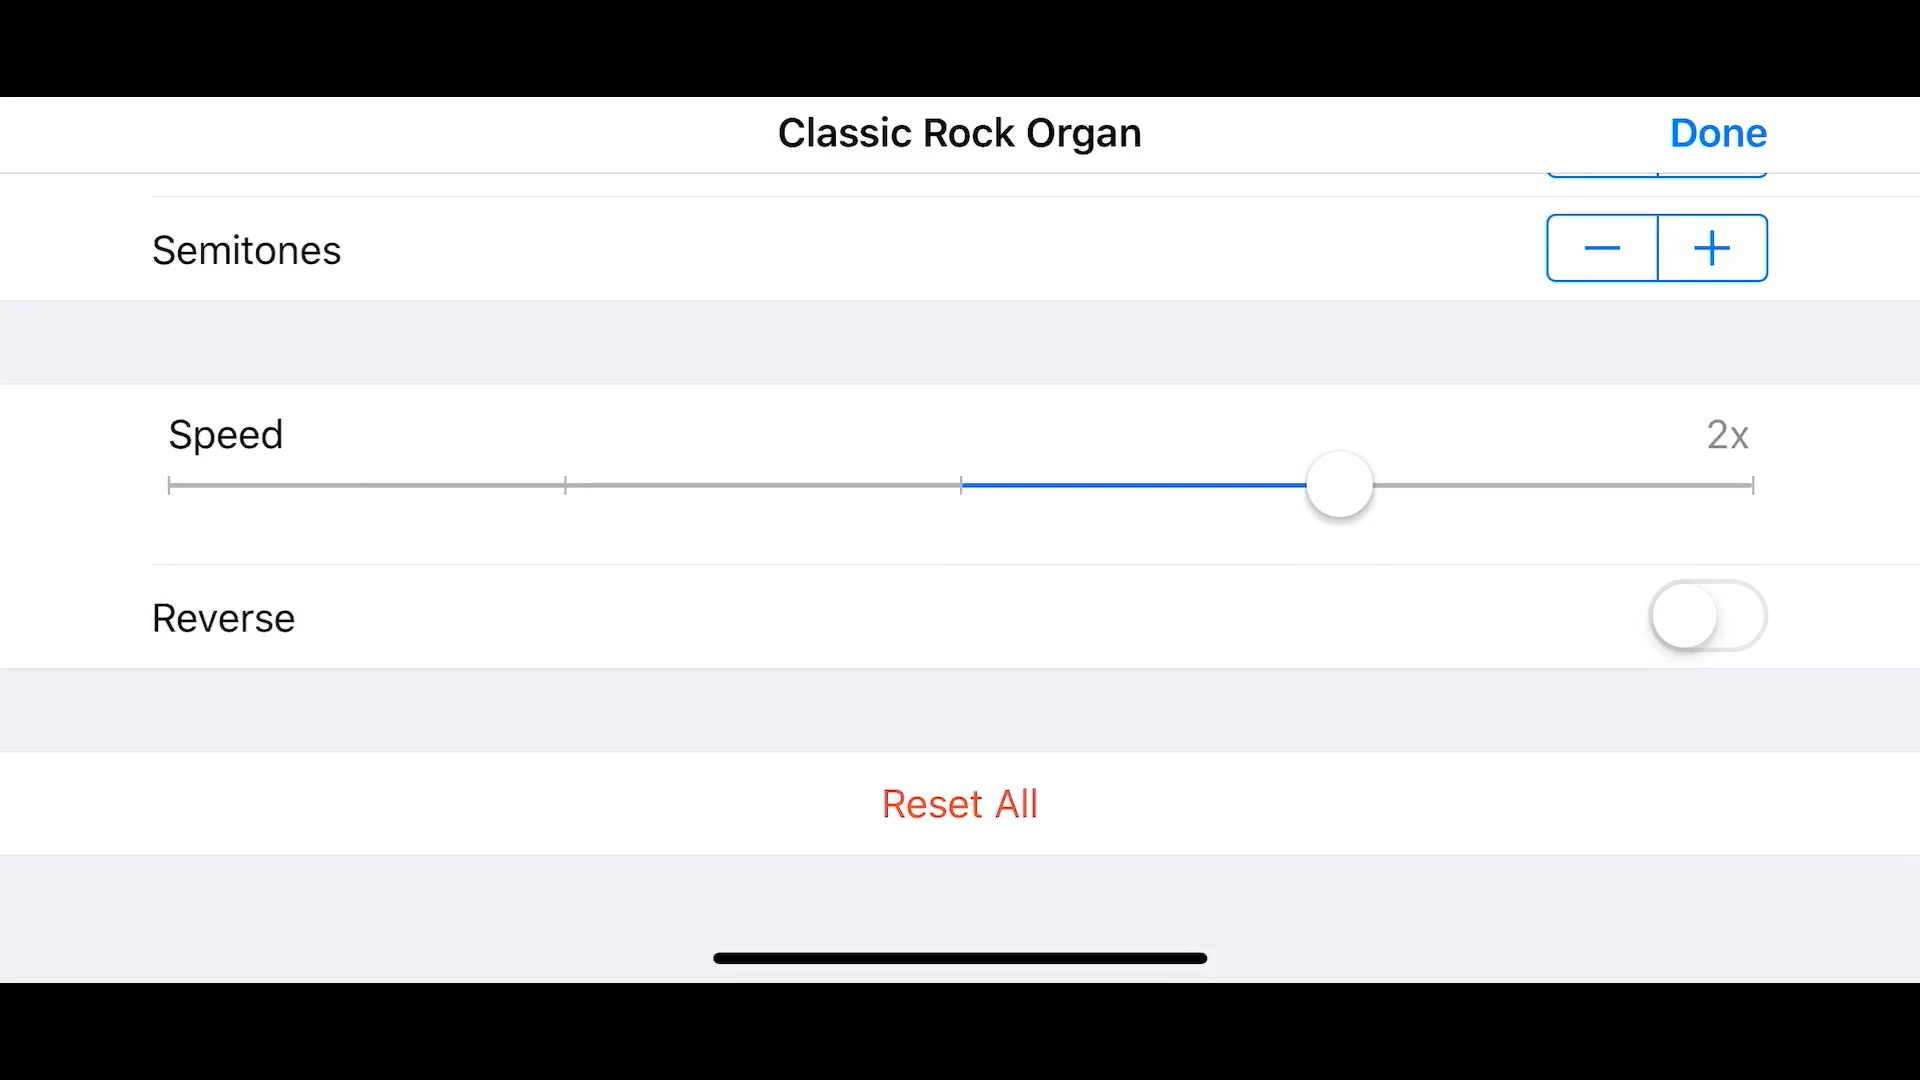 Classic Rock Organ
Done
Semitones
Speed
2x
Reverse
Reset All